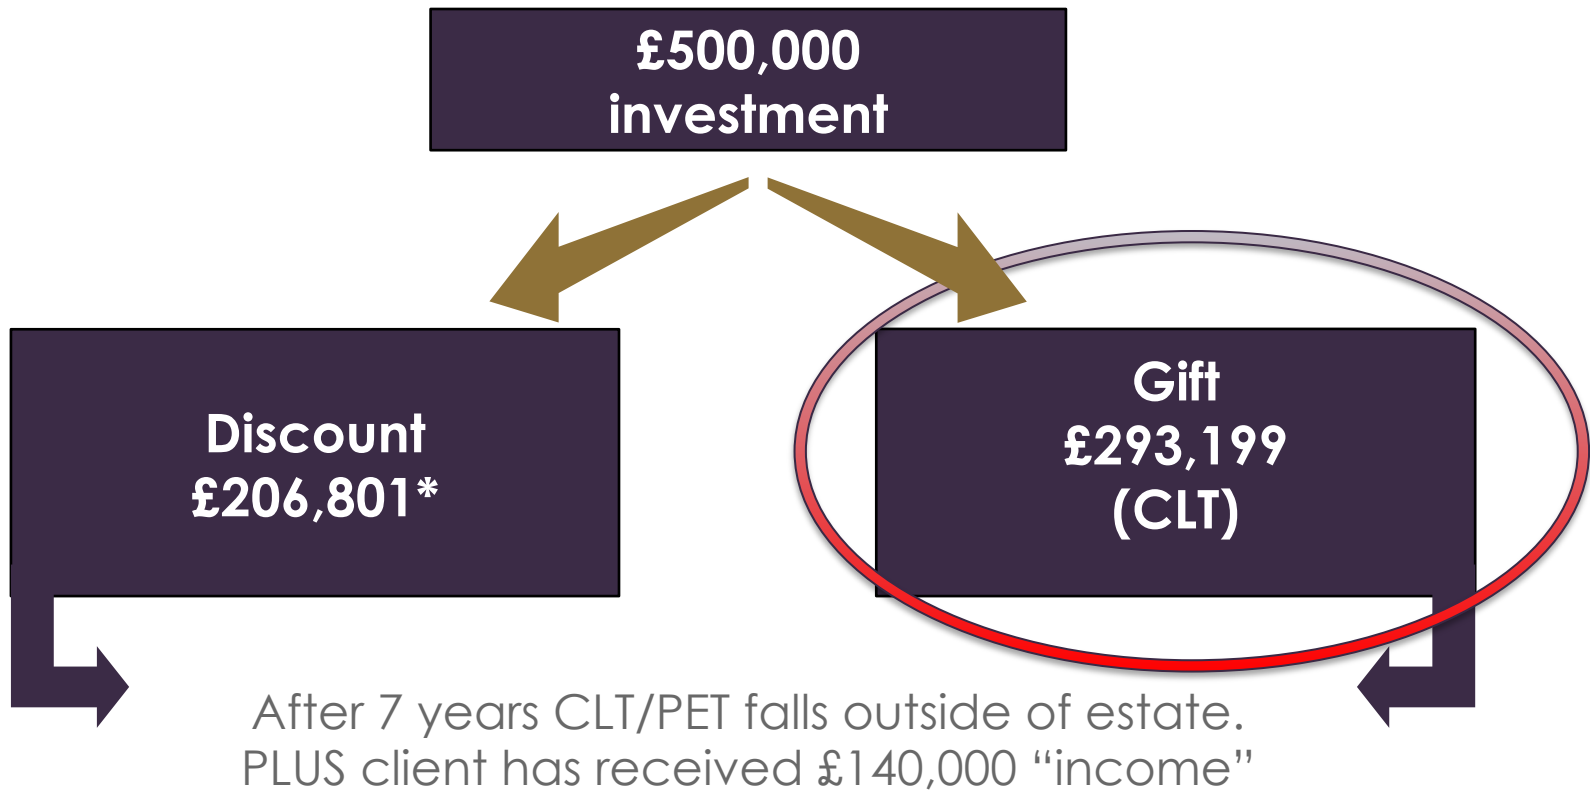 £500,000
investment
Discount
£206,801*
Gift
£293,199
(CLT)
After 7 years CLT/PET falls outside of estate.
PLUS client has received £140,000 “income”